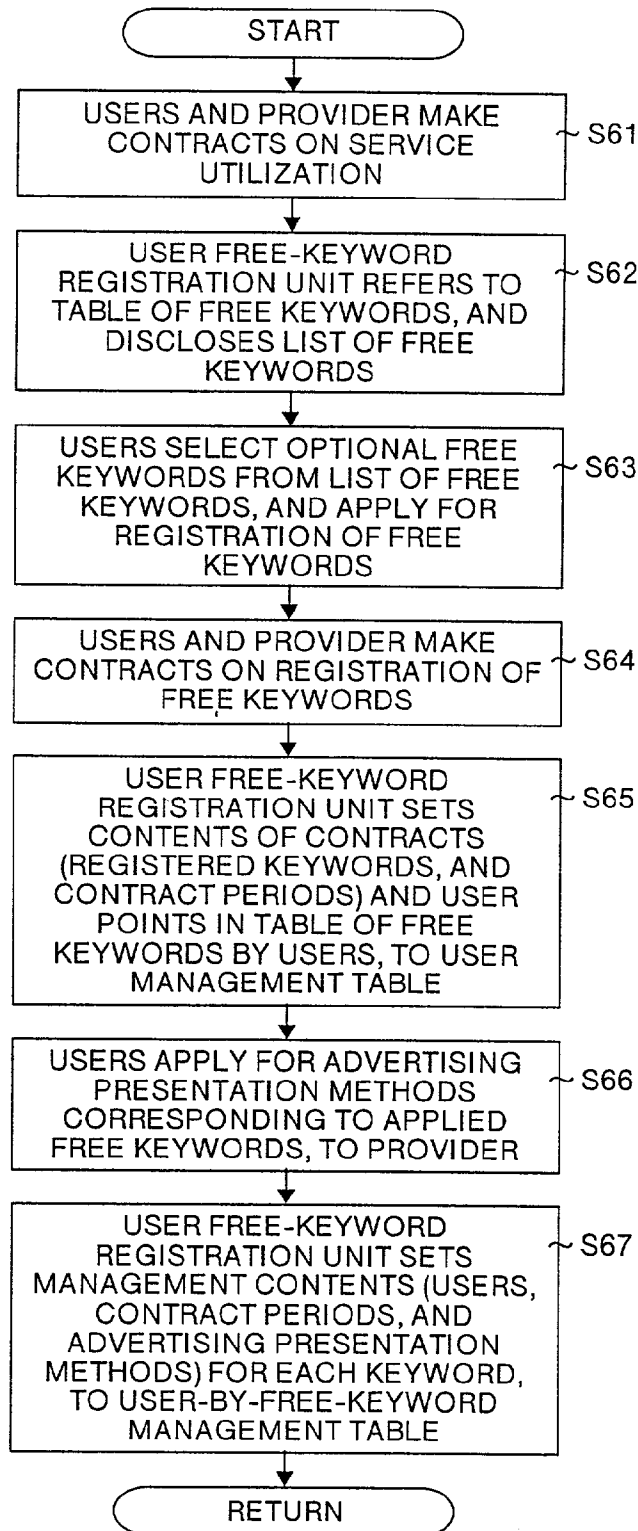 START
USERS AND PROVIDER MAKE
CONTRACTS ON SERVICE
UTILIZATION
S61
USER FREE-KEYWORD
REGISTRATION UNIT REFERS TO
TABLE OF FREE KEYWORDS, AND
DISCLOSES LIST OF FREE
KEYWORDS
S62
USERS SELECT OPTIONAL FREE
KEYWORDS FROM LIST OF FREE
KEYWORDS, AND APPLY FOR
REGISTRATION OF FREE
KEYWORDS
S63
USERS AND PROVIDER MAKE
CONTRACTS ON REGISTRATION OF
FREE KEYWORDS
S64
USER FREE-KEYWORD
REGISTRATION UNIT SETS
CONTENTS OF CONTRACTS
(REGISTERED KEYWORDS, AND
CONTRACT PERIODS) AND USER
POINTS IN TABLE OF FREE
KEYWORDS BY USERS, TO USER
MANAGEMENT TABLE
S65
USERS APPLY FOR ADVERTISING
PRESENTATION METHODS
CORRESPONDING TO APPLIED
FREE KEYWORDS, TO PROVIDER
S66
USER FREE-KEYWORD
REGISTRATION UNIT SETS
MANAGEMENT CONTENTS (USERS,
CONTRACT PERIODS, AND
ADVERTISING PRESENTATION
METHODS) FOR EACH KEYWORD,
TO USER-BY-FREE-KEYWORD
MANAGEMENT TABLE
S67
RETURN